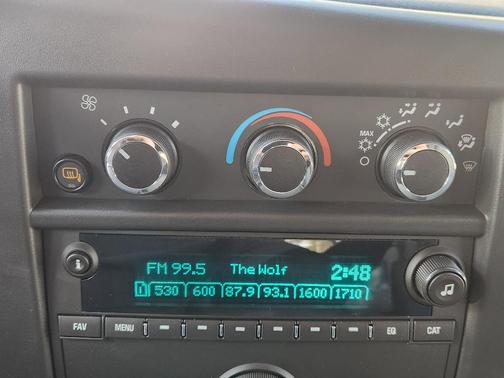 MAX
FM 99.5 The Wolf 2:48
530 600 87.9 93.1 1600 1710
FAV MENU EQ CAT